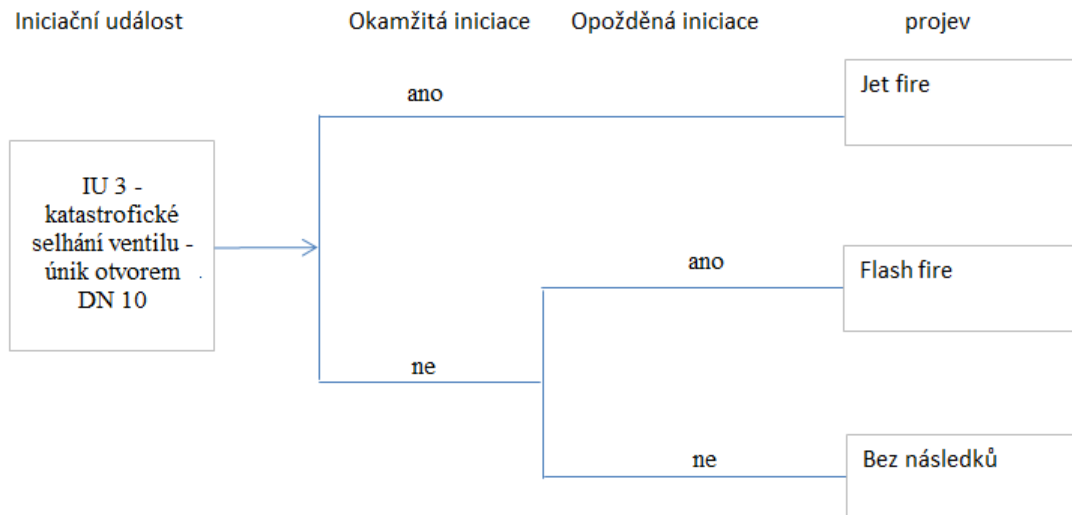 Iniciační událost Okamžitá iniciace Opožděná iniciace projev
ano
Jet fire
IU 3 -
katastrofické
selhání ventilu -
únik otvorem
DN 10
ano
Flash fire
ne
ne
Bez následků